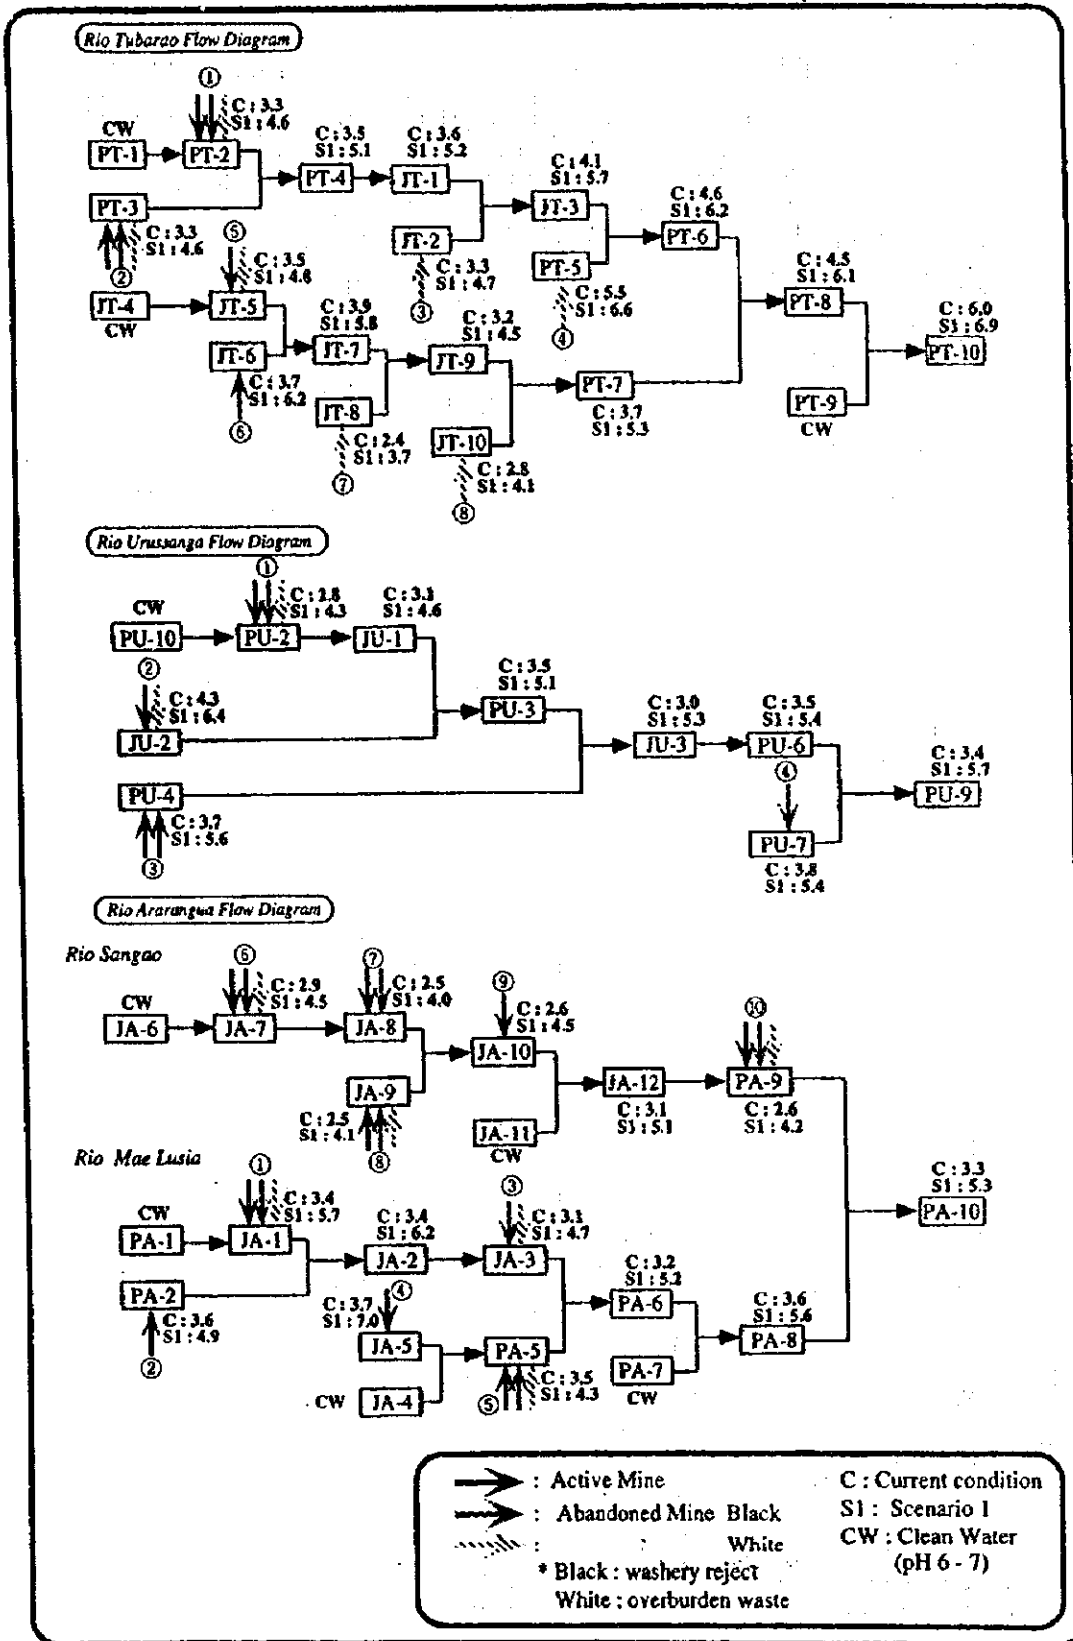 Rio Tubarao Flow Diagram
①
C : 3.3
S1 : 4.6
CW
PT-1
PT-2
C : 3.5
S1 : 5.1
PT-4
C : 3.6
S1 : 5.2
JT-1
C : 4.1
S1 : 5.7
JT-3
C : 4.6
S1 : 6.2
PT-6
PT-3
C : 3.3
S1 : 4.6
②
⑤
C : 3.5
S1 : 4.8
JT-2
C : 3.3
S1 : 4.7
③
PT-5
C : 5.5
S1 : 6.6
④
C : 4.5
S1 : 6.1
PT-8
C : 6.0
S1 : 6.9
PT-10
JT-4
CW
JT-5
JT-6
C : 3.7
S1 : 6.2
⑥
C : 3.9
S1 : 5.8
JT-7
C : 3.2
S1 : 4.5
JT-9
PT-7
C : 3.7
S1 : 5.3
PT-9
CW
JT-8
C : 2.4
S1 : 3.7
⑦
JT-10
C : 2.8
S1 : 4.1
⑧
Rio Urussanga Flow Diagram
①
C : 2.8
S1 : 4.3
C : 3.1
S1 : 4.6
CW
PU-10
PU-2
JU-1
②
C : 4.3
S1 : 6.4
JU-2
C : 3.5
S1 : 5.1
PU-3
C : 3.0
S1 : 5.3
JU-3
C : 3.5
S1 : 5.4
PU-6
④
C : 3.4
S1 : 5.7
PU-9
PU-4
C : 3.7
S1 : 5.6
③
PU-7
C : 3.8
S1 : 5.4
Rio Ararangua Flow Diagram
Rio Sangao
⑥
C : 2.9
S1 : 4.5
⑦
C : 2.5
S1 : 4.0
⑨
C : 2.6
S1 : 4.5
⑩
CW
JA-6
JA-7
JA-8
JA-10
JA-12
C : 3.1
S1 : 5.1
PA-9
C : 2.6
S1 : 4.2
JA-9
C : 2.5
S1 : 4.1
⑧
JA-11
CW
Rio Mae Lusia
①
C : 3.4
S1 : 5.7
③
C : 3.1
S1 : 4.7
C : 3.3
S1 : 5.3
PA-10
CW
PA-1
JA-1
C : 3.4
S1 : 6.2
JA-2
JA-3
PA-2
C : 3.6
S1 : 4.9
②
④
C : 3.7
S1 : 7.0
JA-5
C : 3.2
S1 : 5.2
PA-6
C : 3.6
S1 : 5.6
PA-8
PA-5
C : 3.5
S1 : 4.3
⑤
PA-7
CW
CW
JA-4
: Active Mine
: Abandoned Mine Black
: White
* Black : washery reject
White : overburden waste
C : Current condition
S1 : Scenario 1
CW : Clean Water
(pH 6 - 7)